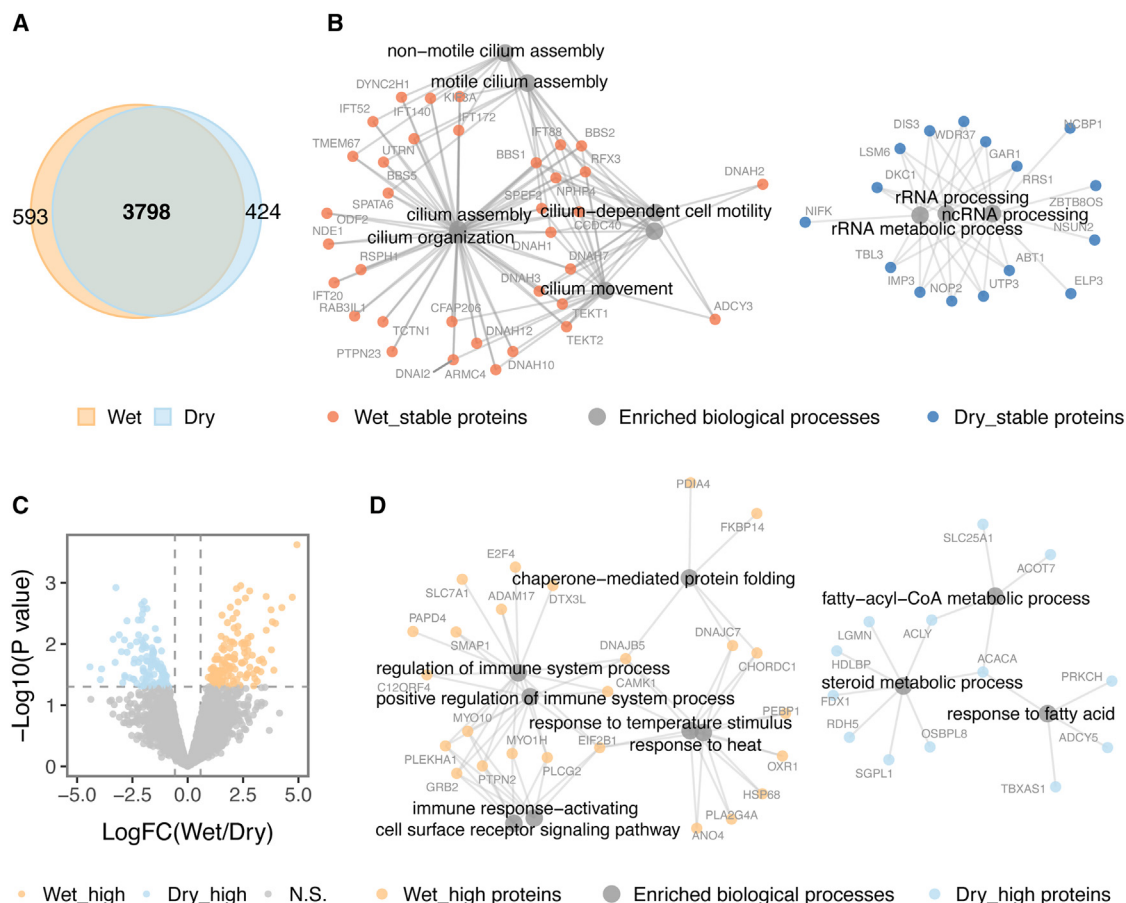 A
593
3798
424
Wet
Dry
B
non−motile cilium assembly
motile cilium assembly
DYNC2H1
KIF3A
IFT52
IFT140
IFT172
TMEM67
UTRN
BBS5
IFT88
BBS2
BBS1
RFX3
DNAH2
SPEF2
NPHP4
SPATA6
ODF2
cilium assembly
cilium−dependent cell motility
CCDC40
NDE1
cilium organization
DNAH1
RSPH1
DNAH7
DNAH3
cilium movement
IFT20
RAB3IL1
CFAP206
TEKT1
ADCY3
TCTN1
DNAH12
TEKT2
PTPN23
DNAH10
DNAI2
ARMC4
DIS3
WDR37
NCBP1
LSM6
GAR1
DKC1
RRS1
rRNA processing
ZBTB8OS
NIFK
ncRNA processing
rRNA metabolic process
NSUN2
TBL3
ABT1
IMP3
NOP2
UTP3
ELP3
Wet_stable proteins
Enriched biological processes
Dry_stable proteins
C
−Log10(P value)
3
2
1
0
−5.0
−2.5
0.0
2.5
5.0
LogFC(Wet/Dry)
Wet_high
Dry_high
N.S.
D
PDIA4
FKBP14
E2F4
chaperone−mediated protein folding
SLC7A1
ADAM17
DTX3L
PAPD4
SMAP1
DNAJB5
DNAJC7
CHORDC1
regulation of immune system process
C12ORF4
CAMK1
positive regulation of immune system process
PEBP1
MYO10
response to temperature stimulus
MYO1H
EIF2B1
response to heat
PLEKHA1
PTPN2
PLCG2
OXR1
GRB2
HSP68
immune response−activating
cell surface receptor signaling pathway
PLA2G4A
ANO4
SLC25A1
ACOT7
fatty−acyl−CoA metabolic process
LGMN
ACLY
HDLBP
ACACA
steroid metabolic process
PRKCH
FDX1
response to fatty acid
RDH5
OSBPL8
ADCY5
SGPL1
TBXAS1
Wet_high proteins
Enriched biological processes
Dry_high proteins